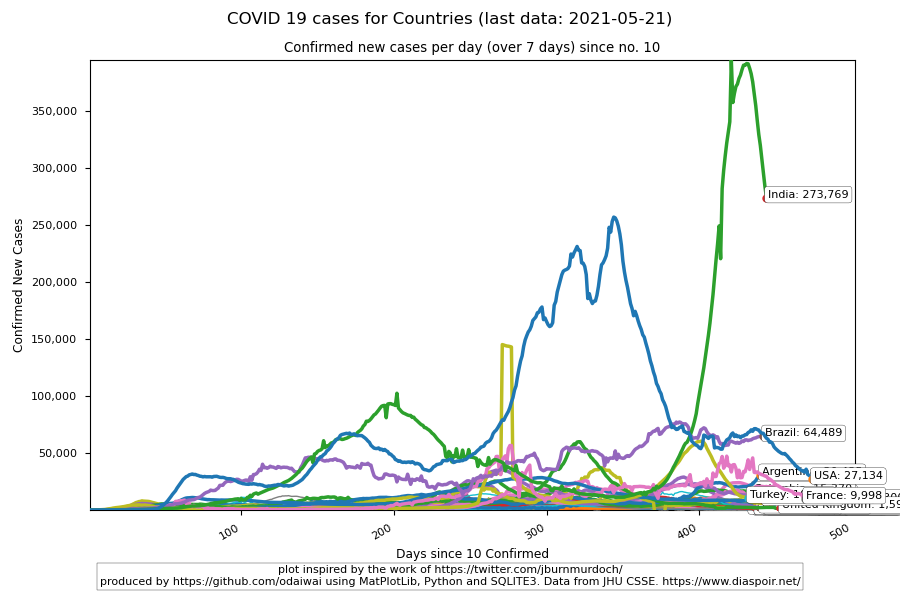 COVID 19 cases for Countries (last data: 2021-05-21)
Confirmed new cases per day (over 7 days) since no. 10
350,000
300,000
250,000
200,000
150,000
100,000
50,000
Confirmed New Cases
India: 273,769
Brazil: 64,489
USA: 27,134
France: 9,998
Turkey:
100
200
300
400
500
Days since 10 Confirmed
plot inspired by the work of https://twitter.com/jburnmurdoch/
produced by https://github.com/odaiwai using MatPlotLib, Python and SQLITE3. Data from JHU CSSE. https://www.diaspoir.net/